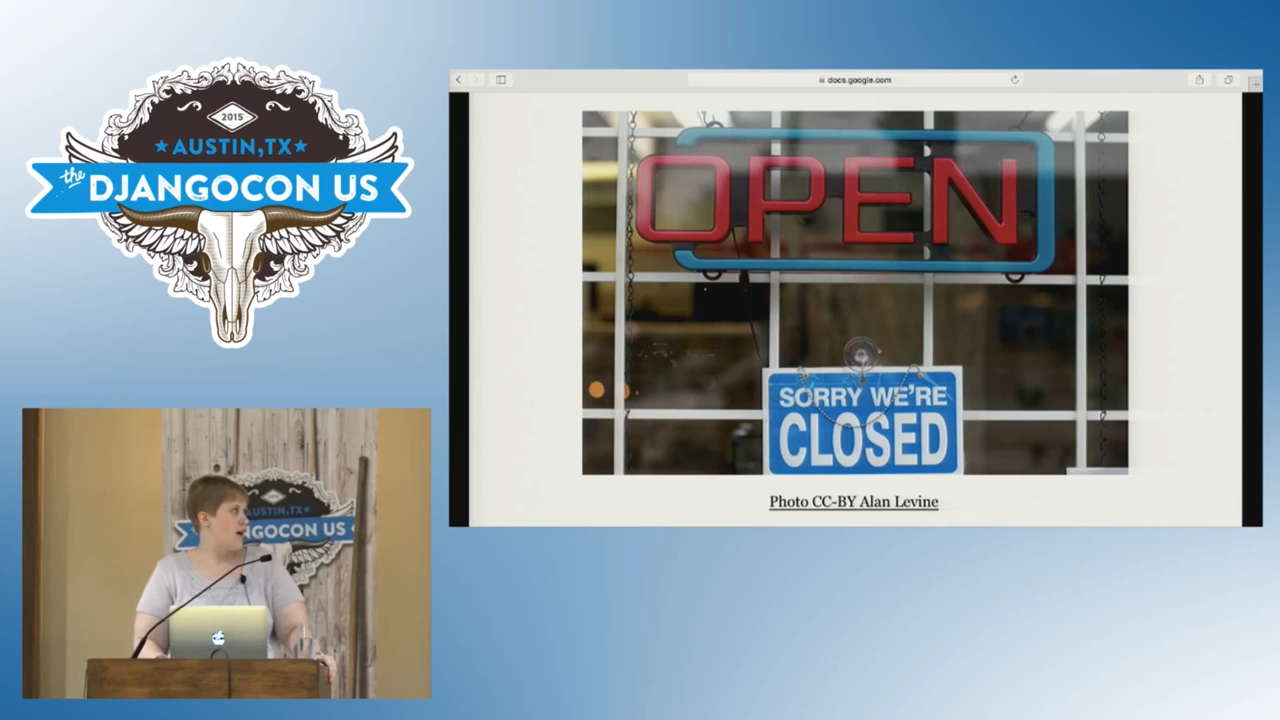 2015
AUSTIN,TX
the DJANGOCON US
docs.google.com
OPEN
SORRY WE'RE
CLOSED
Photo CC-BY Alan Levine
AUSTIN,TX
NGOCON US